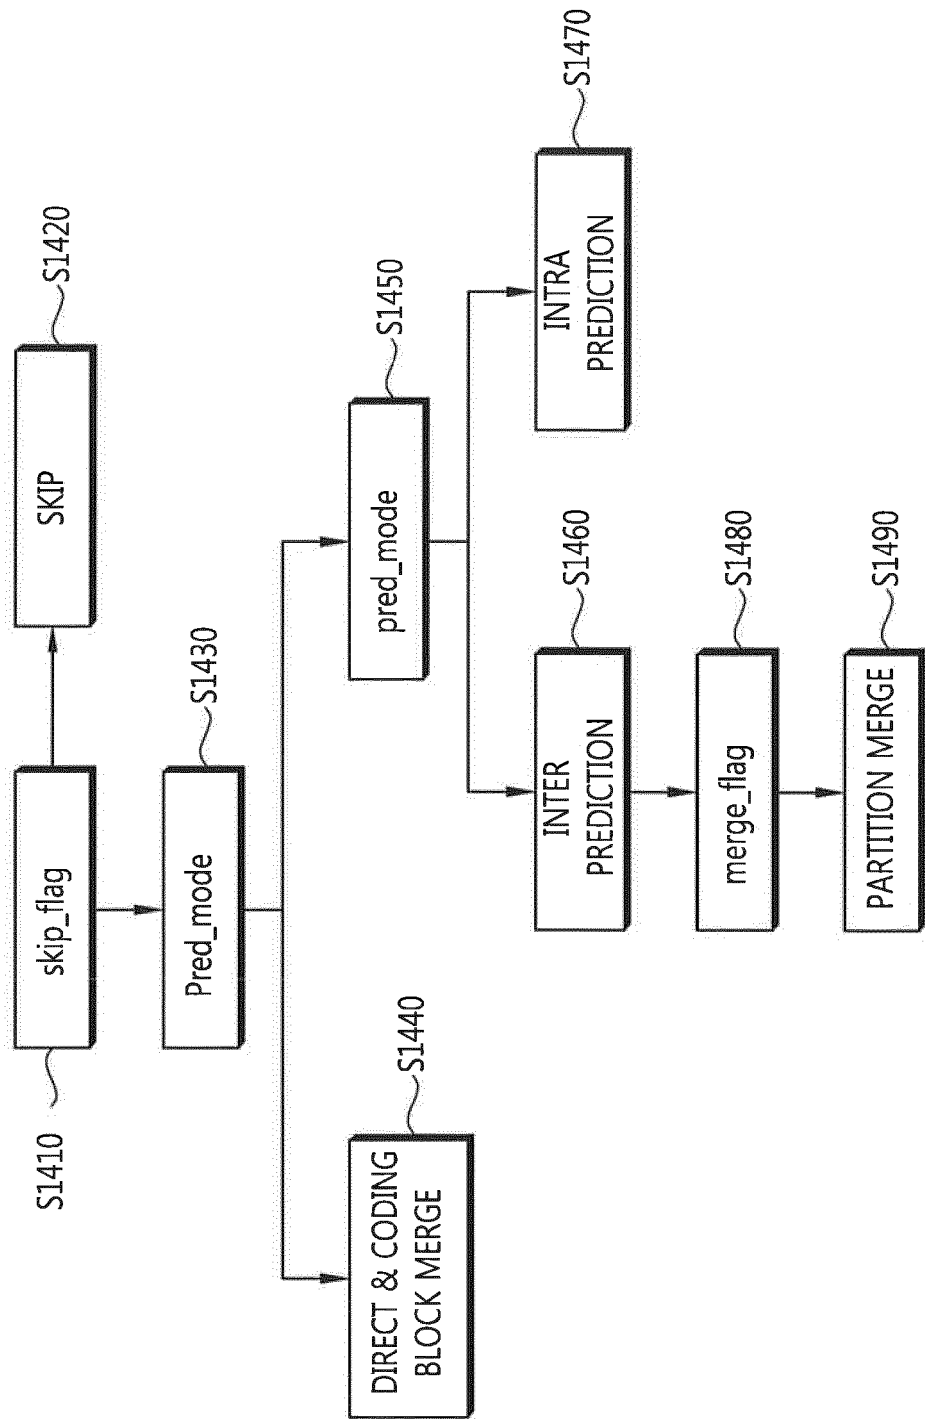 S1410
skip_flag
SKIP
S1420
Pred_mode
S1430
DIRECT & CODING
BLOCK MERGE
S1440
pred_mode
S1450
INTER
PREDICTION
S1460
INTRA
PREDICTION
S1470
merge_flag
S1480
PARTITION MERGE
S1490